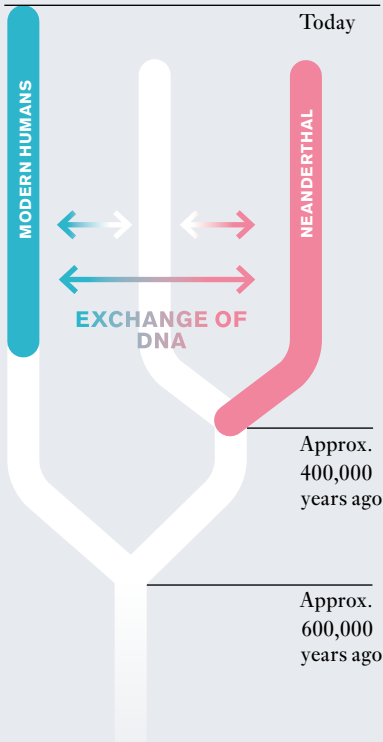 Today
MODERN HUMANS
NEANDERTHAL
EXCHANGE OF
DNA
Approx.
400,000
years ago
Approx.
600,000
years ago